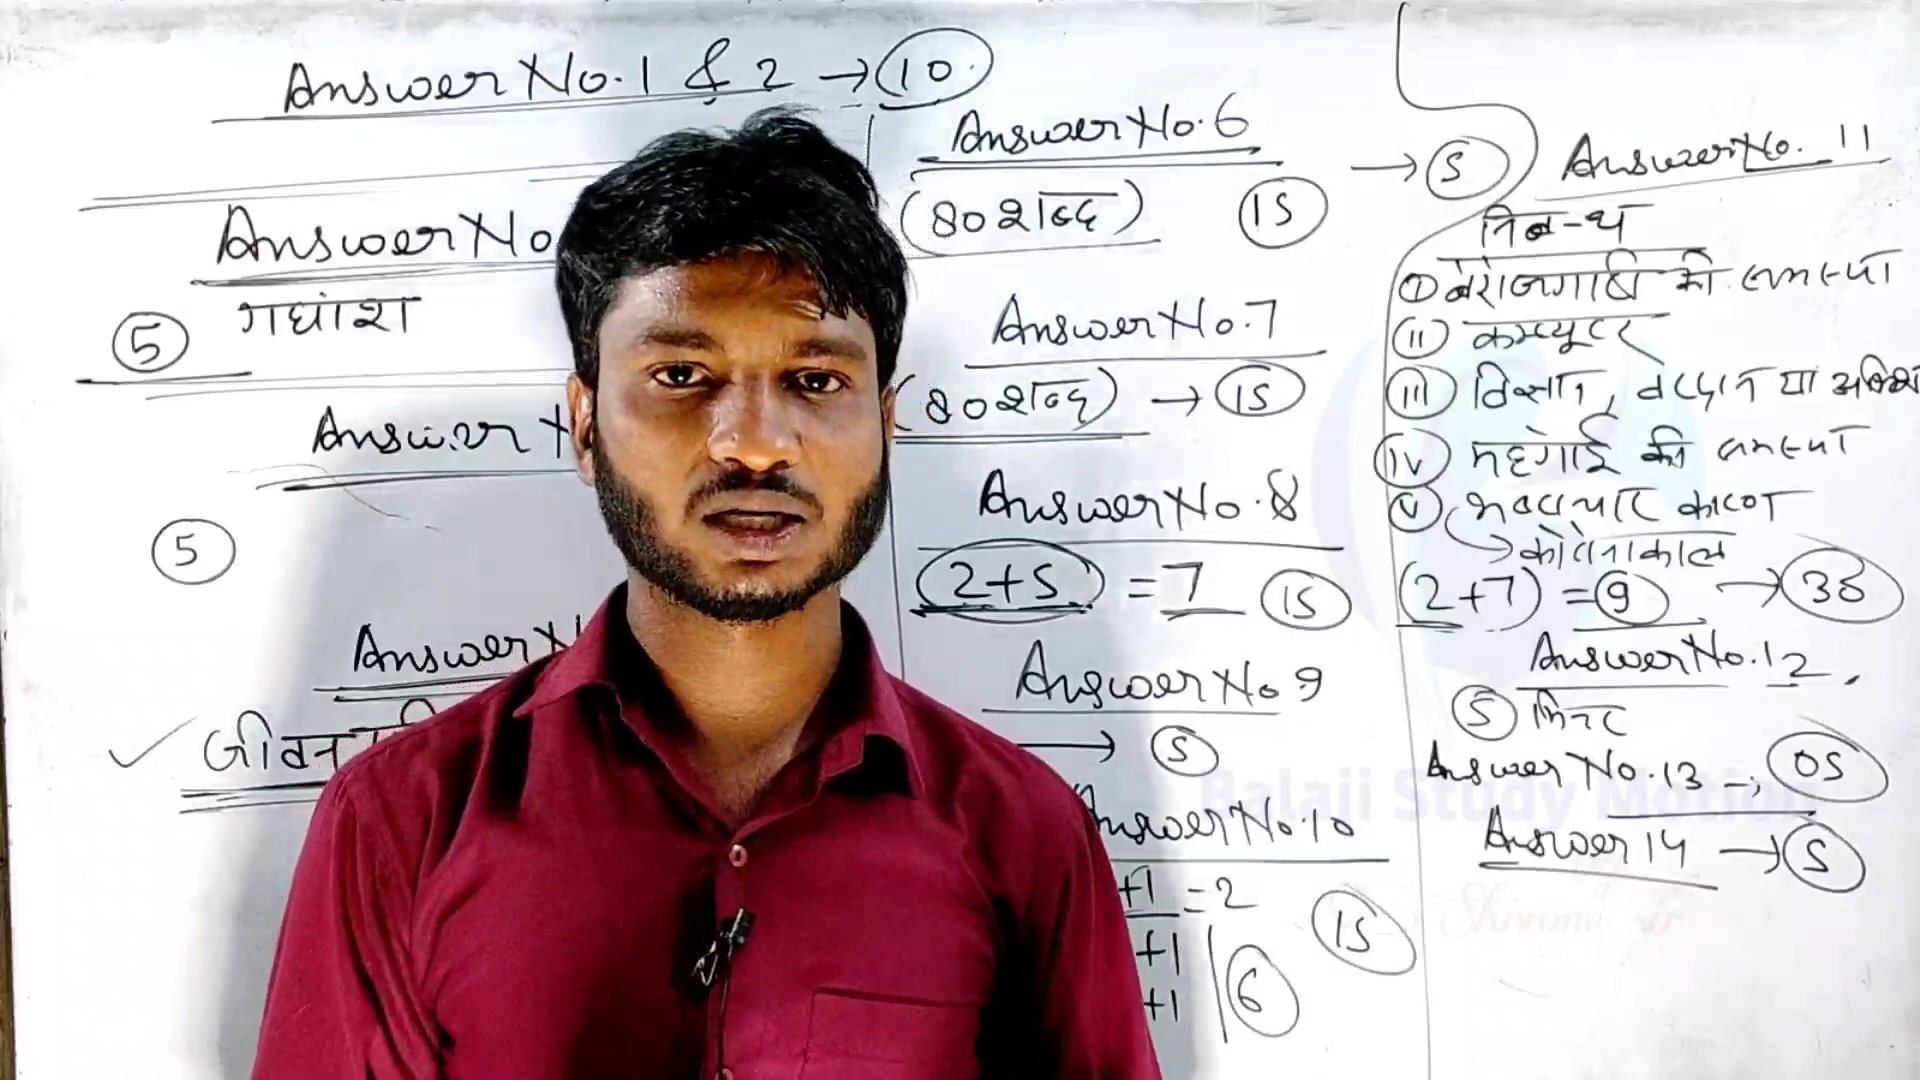 Answer No. 1 & 2 → 10
Answer No
गद्यांश
5
Answer N
5
Answer N
जीवन
Answer No. 6
(80 शब्द) 15
→ 5
Answer No. 7
(80 शब्द) → 15
Answer No. 8
2+5 = 7 15
Answer No 9
→ 5
Answer No. 10
+1 = 2
+1
+1
6
15
Answer No. 11
निबन्ध
I बेरोजगारी की समस्या
II कम्प्यूटर
III विज्ञान, वरदान या
IV महंगाई की समस्या
V
कोरोनाकाल
(2+7) = 9 → 35
Answer No. 12
5 मिनट
Answer No. 13 → 05
Answer 14 → 5
Balaji Study Motion
Shivam sir